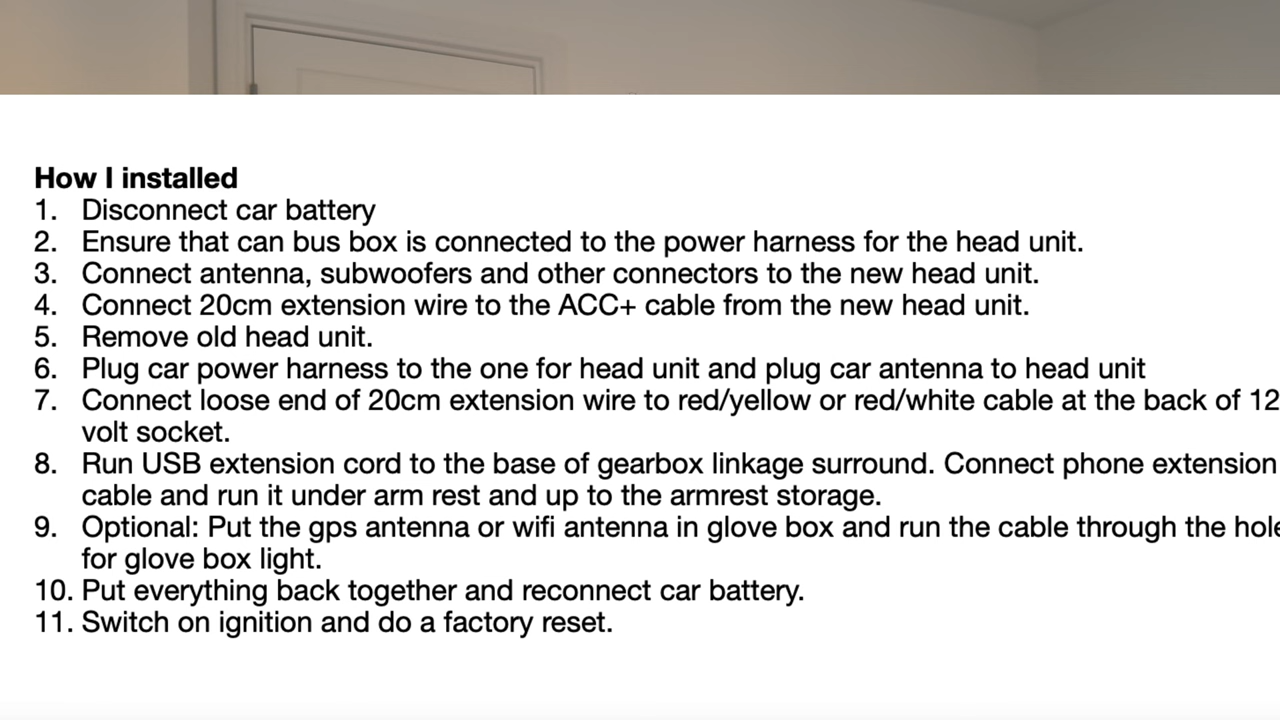 How I installed
1. Disconnect car battery
2. Ensure that can bus box is connected to the power harness for the head unit.
3. Connect antenna, subwoofers and other connectors to the new head unit.
4. Connect 20cm extension wire to the ACC+ cable from the new head unit.
5. Remove old head unit.
6. Plug car power harness to the one for head unit and plug car antenna to head unit
7. Connect loose end of 20cm extension wire to red/yellow or red/white cable at the back of 12
volt socket.
8. Run USB extension cord to the base of gearbox linkage surround. Connect phone extension
cable and run it under arm rest and up to the armrest storage.
9. Optional: Put the gps antenna or wifi antenna in glove box and run the cable through the hole
for glove box light.
10. Put everything back together and reconnect car battery.
11. Switch on ignition and do a factory reset.